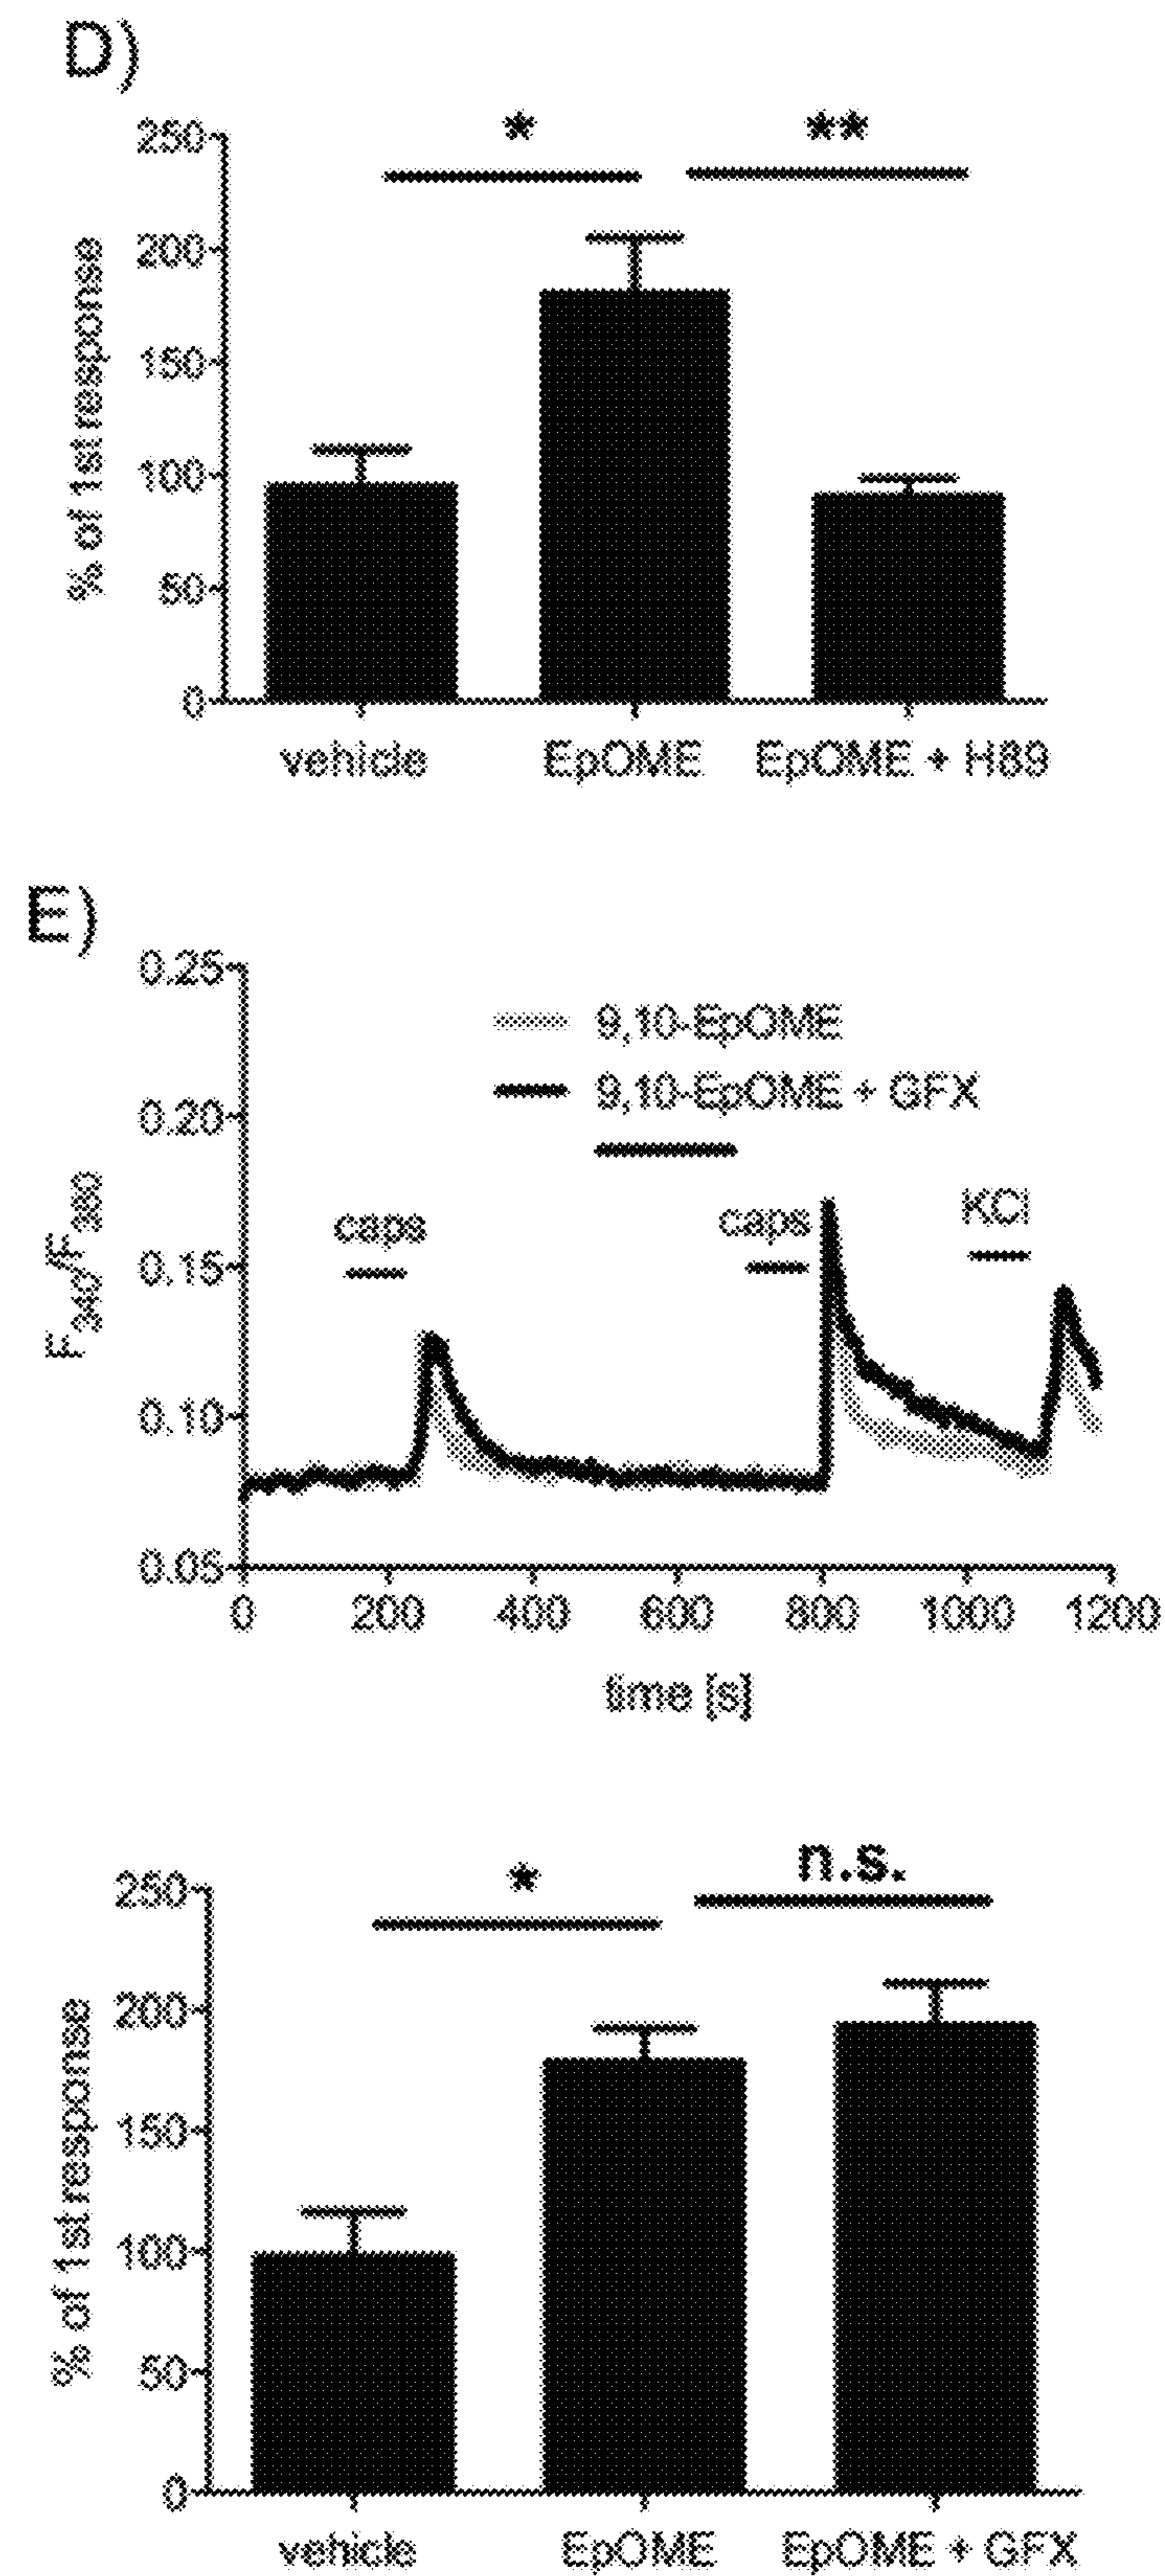 D)
* **
250
200
150
100
50
0
% of 1st response
vehicle EpOME EpOME + H89
E)
0.25
0.20
0.15
0.10
0.05
F340/F380
9,10-EpOME
9,10-EpOME + GFX
caps caps KCl
0 200 400 600 800 1000 1200
time [s]
* n.s.
250
200
150
100
50
0
% of 1st response
vehicle EpOME EpOME + GFX